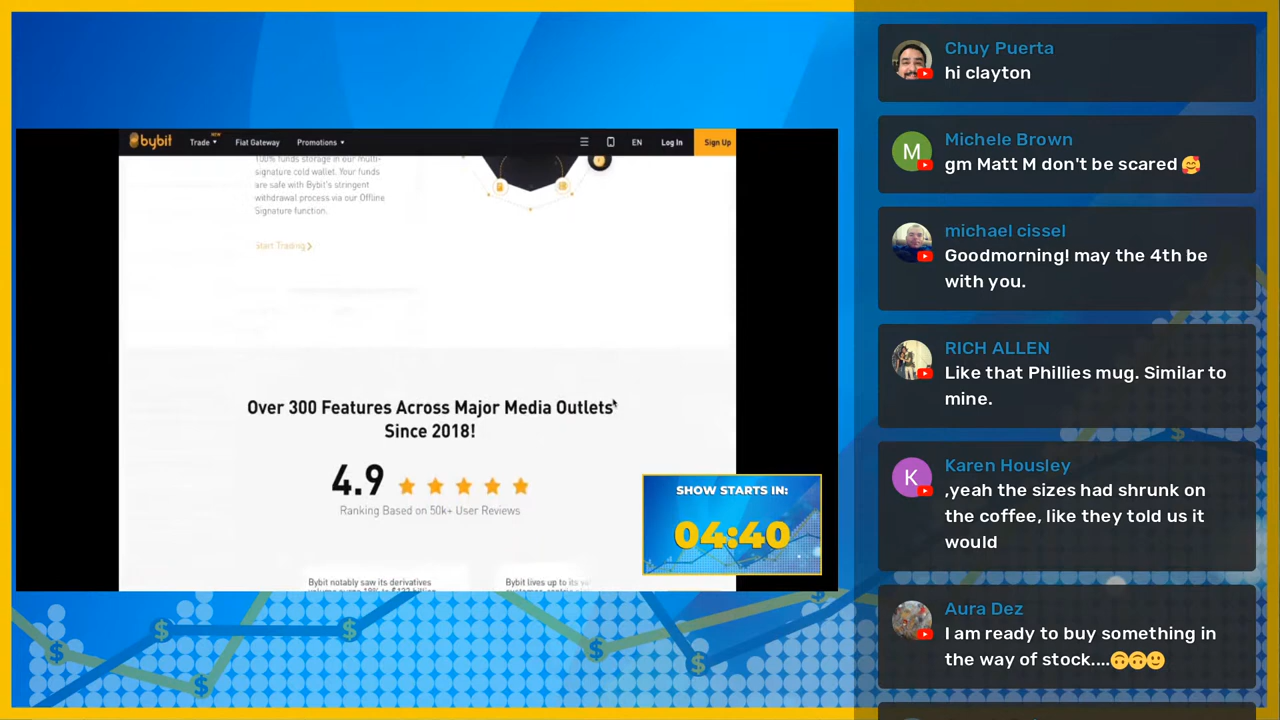 bybit
Trade NEW
Fiat Gateway
Promotions
EN
Log In
Sign Up
100% funds storage in our multi-
signature cold wallet. Your funds
are safe with Bybit's stringent
withdrawal process via our Offline
Signature function.
Start Trading
Over 300 Features Across Major Media Outlets
Since 2018!
4.9
Ranking Based on 50k+ User Reviews
Bybit notably saw its derivatives
Bybit lives up to its
SHOW STARTS IN:
04:40
Chuy Puerta
hi clayton
M
Michele Brown
gm Matt M don't be scared 🥰
michael cissel
Goodmorning! may the 4th be
with you.
RICH ALLEN
Like that Phillies mug. Similar to
mine.
K
Karen Housley
,yeah the sizes had shrunk on
the coffee, like they told us it
would
Aura Dez
I am ready to buy something in
the way of stock....🙃🙃🙂